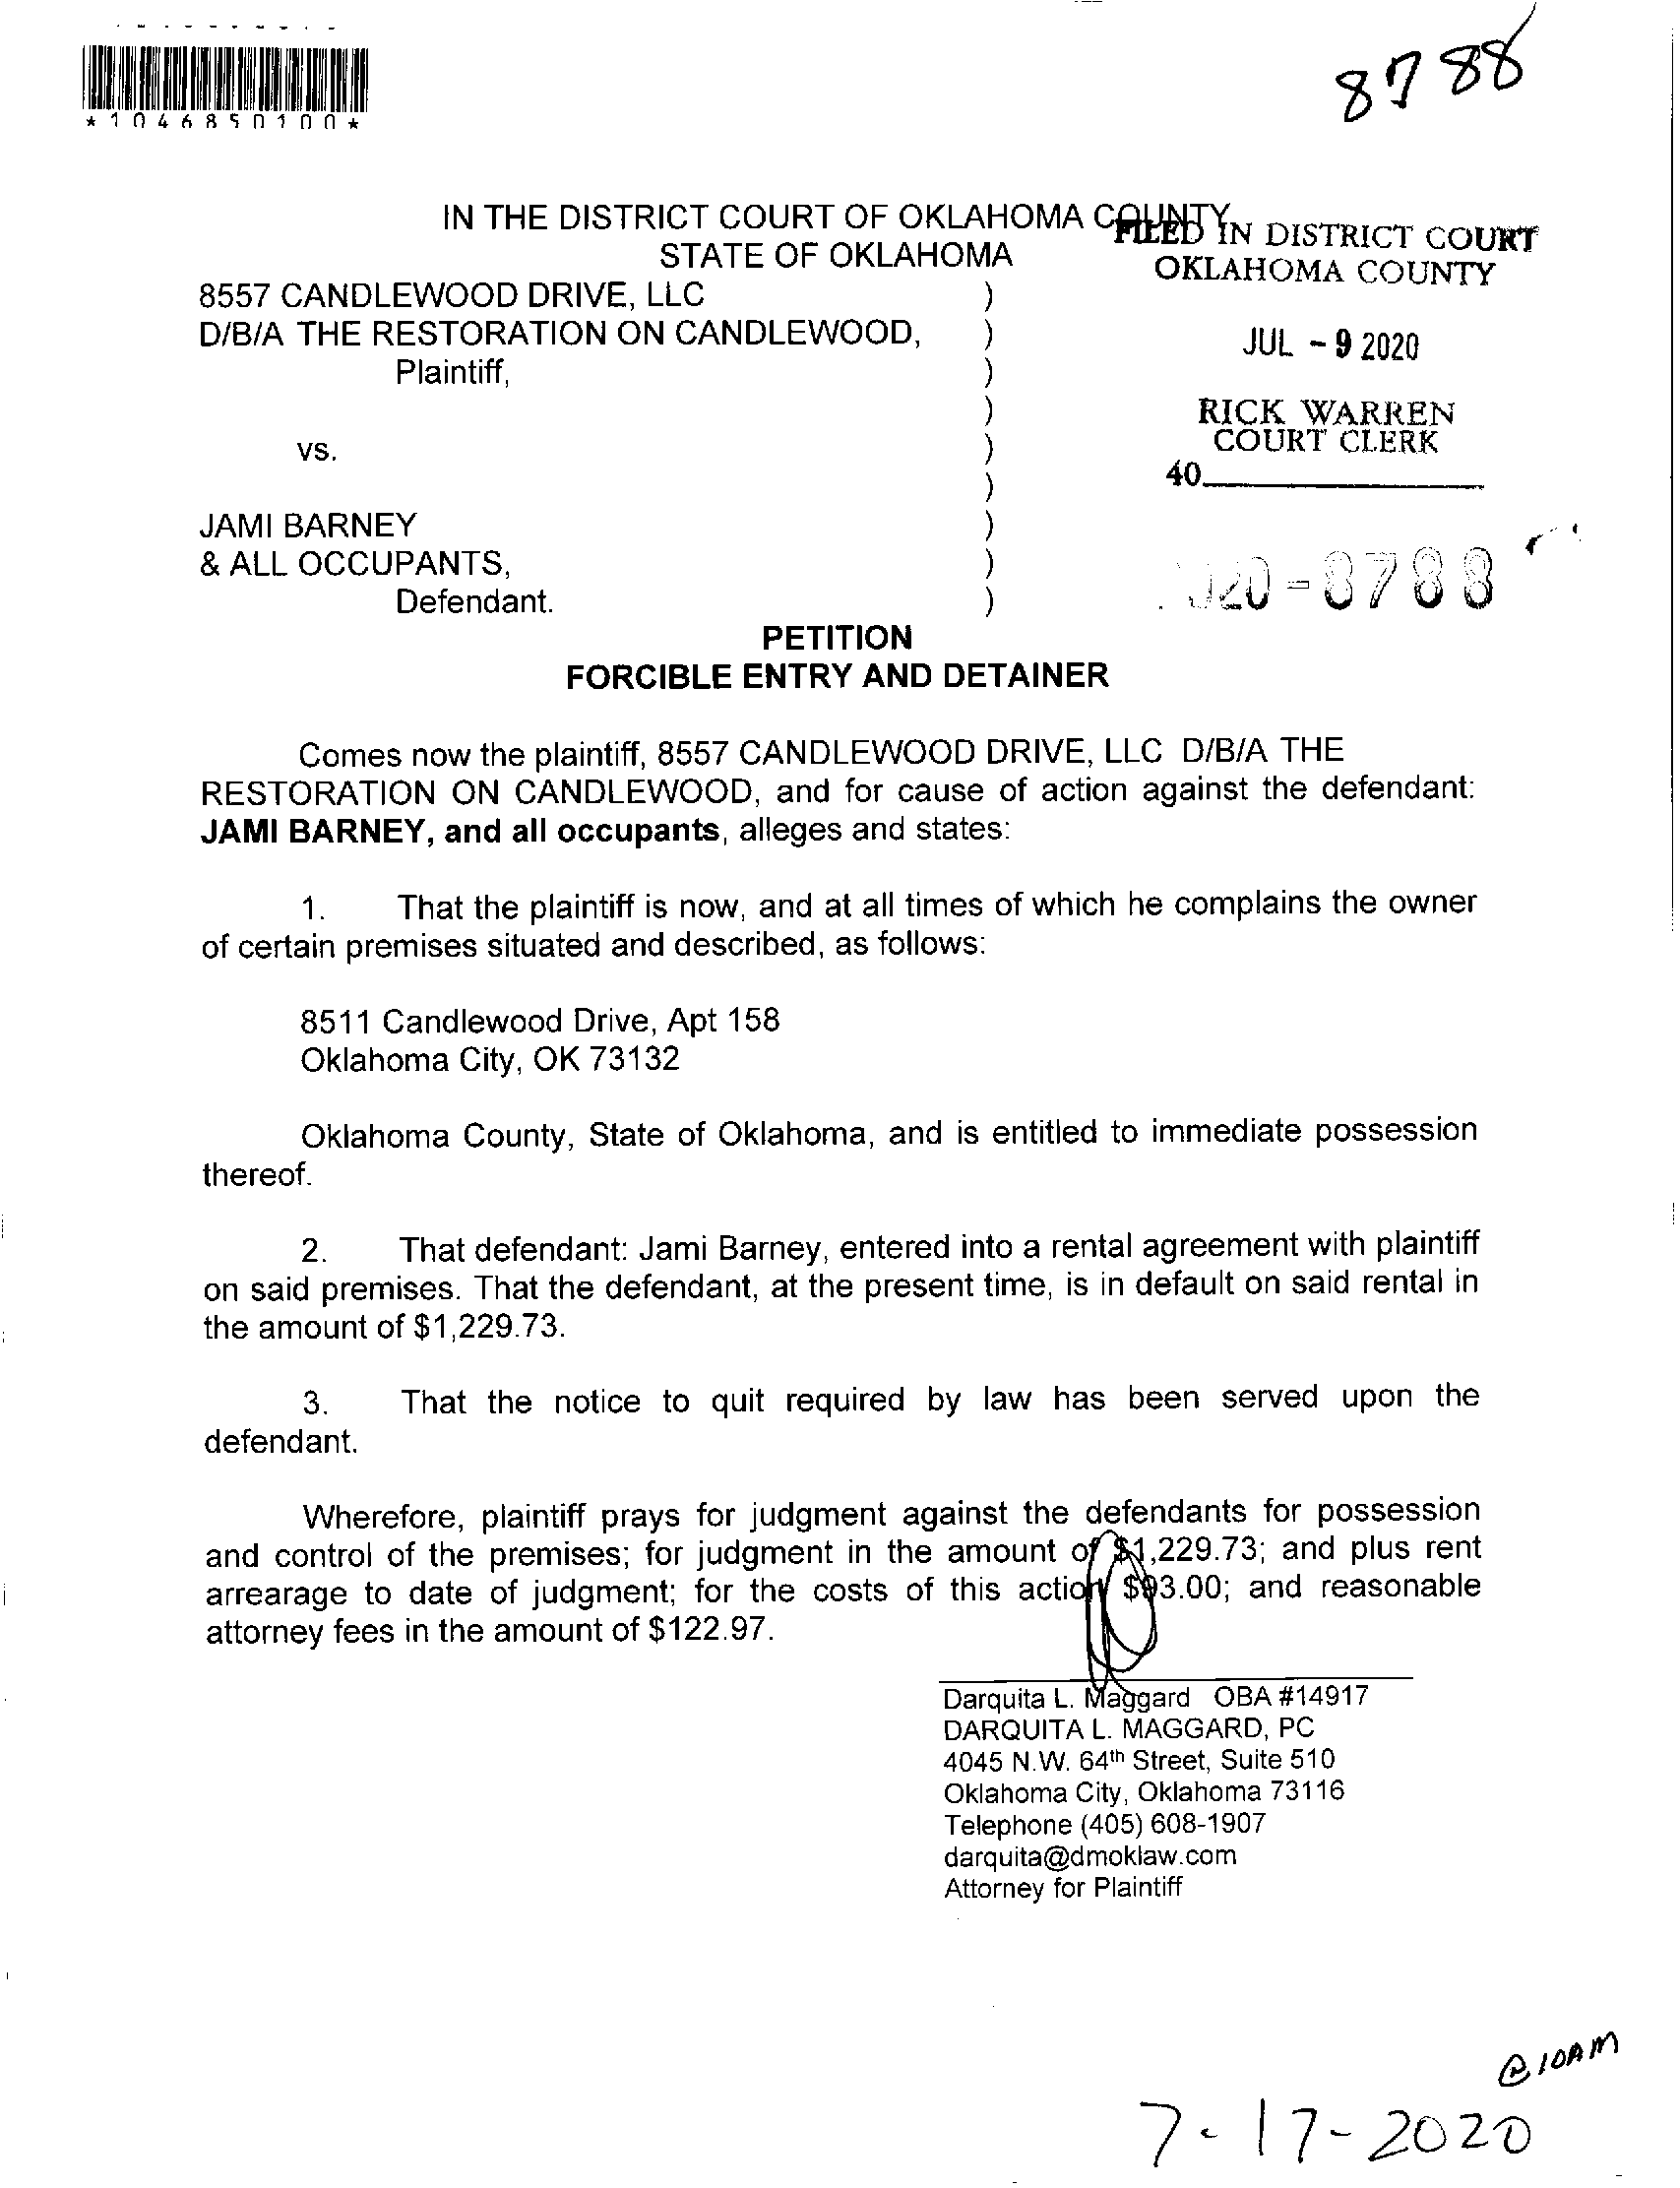 8788
*1046850100*
IN THE DISTRICT COURT OF OKLAHOMA COUNTY
STATE OF OKLAHOMA
FILED IN DISTRICT COURT
OKLAHOMA COUNTY
JUL - 9 2020
RICK WARREN
COURT CLERK
40
8557 CANDLEWOOD DRIVE, LLC )
D/B/A THE RESTORATION ON CANDLEWOOD, )
Plaintiff, )
)
vs. )
)
JAMI BARNEY )
& ALL OCCUPANTS, )
Defendant. )
020-8788
PETITION
FORCIBLE ENTRY AND DETAINER
Comes now the plaintiff, 8557 CANDLEWOOD DRIVE, LLC D/B/A THE
RESTORATION ON CANDLEWOOD, and for cause of action against the defendant:
JAMI BARNEY, and all occupants, alleges and states:
1. That the plaintiff is now, and at all times of which he complains the owner
of certain premises situated and described, as follows:
8511 Candlewood Drive, Apt 158
Oklahoma City, OK 73132
Oklahoma County, State of Oklahoma, and is entitled to immediate possession
thereof.
2. That defendant: Jami Barney, entered into a rental agreement with plaintiff
on said premises. That the defendant, at the present time, is in default on said rental in
the amount of $1,229.73.
3. That the notice to quit required by law has been served upon the
defendant.
Wherefore, plaintiff prays for judgment against the defendants for possession
and control of the premises; for judgment in the amount of $1,229.73; and plus rent
arrearage to date of judgment; for the costs of this action $93.00; and reasonable
attorney fees in the amount of $122.97.
Darquita L. Maggard OBA #14917
DARQUITA L. MAGGARD, PC
4045 N.W. 64th Street, Suite 510
Oklahoma City, Oklahoma 73116
Telephone (405) 608-1907
darquita@dmoklaw.com
Attorney for Plaintiff
@ 10AM
7-17-2020